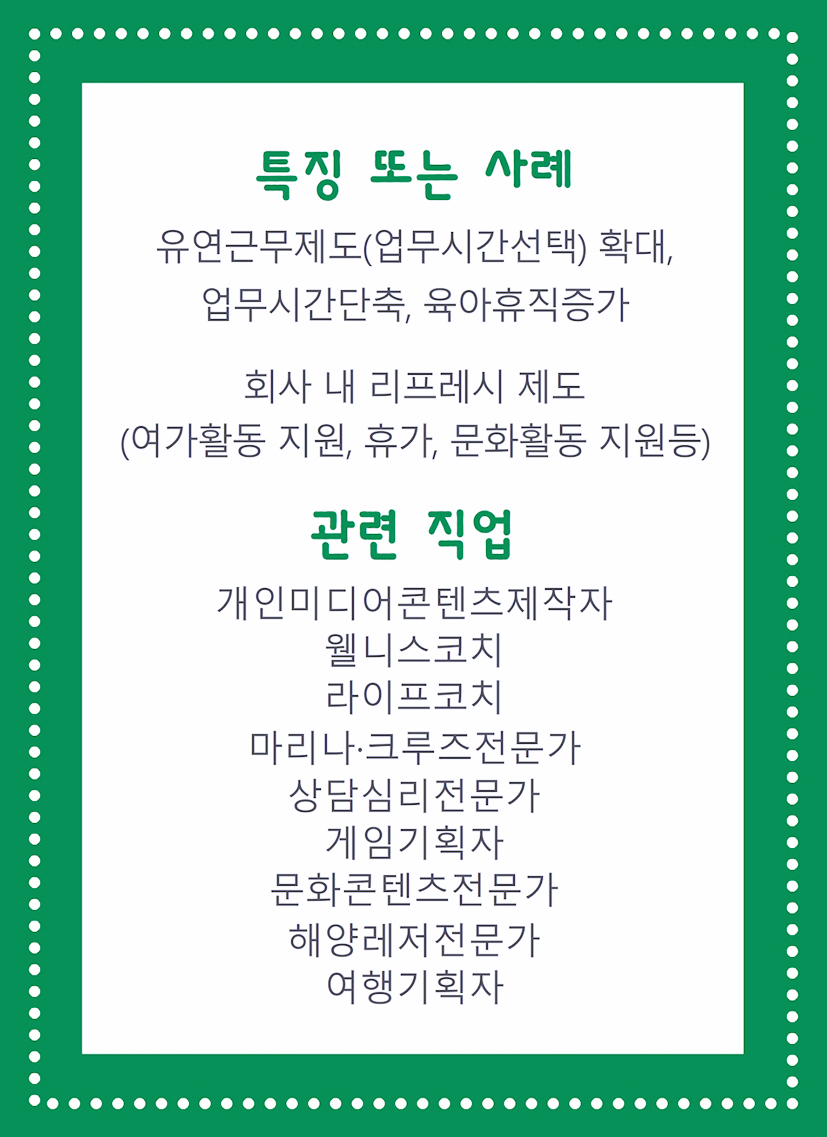 특징 또는 사례
유연근무제도(업무시간선택) 확대,
업무시간단축, 육아휴직증가
회사 내 리프레시 제도
(여가활동 지원, 휴가, 문화활동 지원등)
관련 직업
개인미디어콘텐츠제작자
웰니스코치
라이프코치
마리나·크루즈전문가
상담심리전문가
게임기획자
문화콘텐츠전문가
해양레저전문가
여행기획자